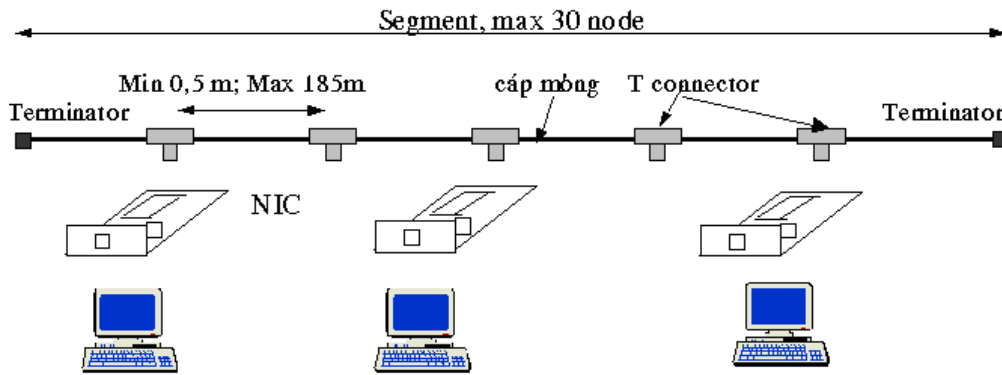 Segment, max 30 node
Min 0,5 m; Max 185m
cáp mỏng
T connector
Terminator
Terminator
NIC